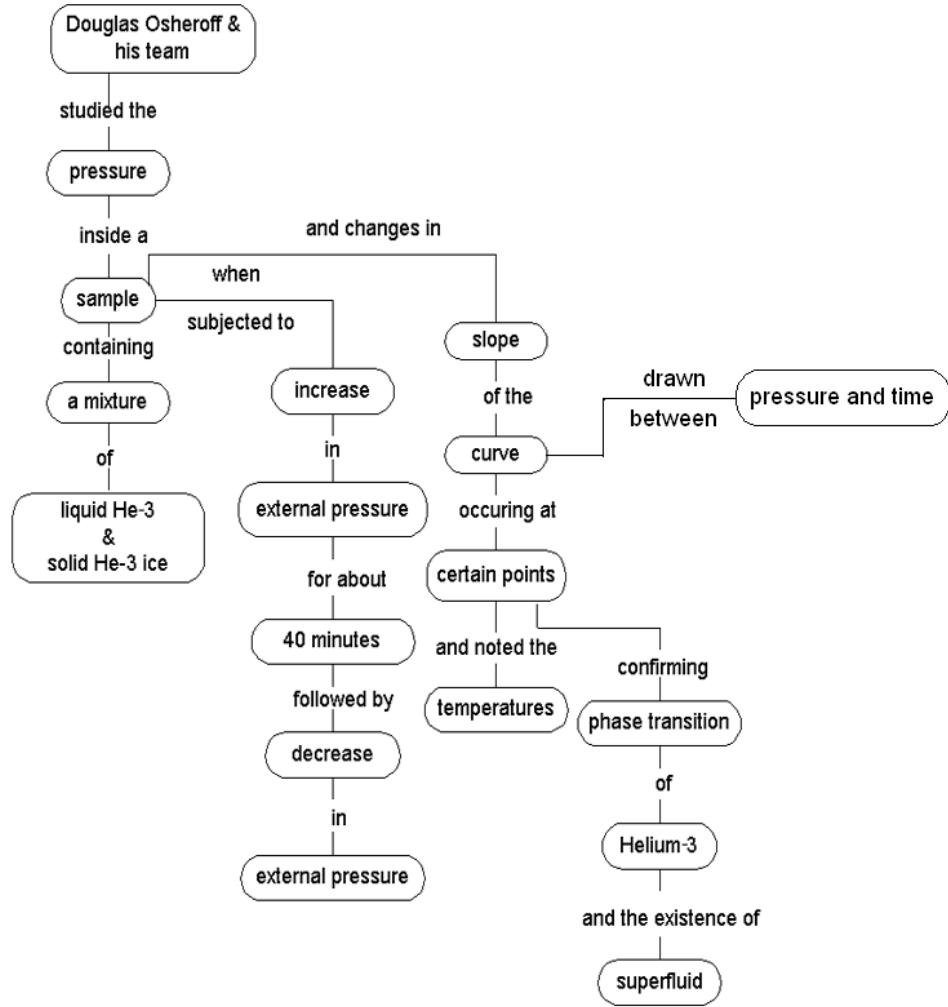 Douglas Osheroff &
his team
studied the
pressure
inside a
sample
containing
a mixture
of
liquid He-3
&
solid He-3 ice
when
subjected to
increase
in
external pressure
for about
40 minutes
followed by
decrease
in
external pressure
and changes in
slope
of the
curve
drawn
between
pressure and time
occuring at
certain points
and noted the
temperatures
confirming
phase transition
of
Helium-3
and the existence of
superfluid